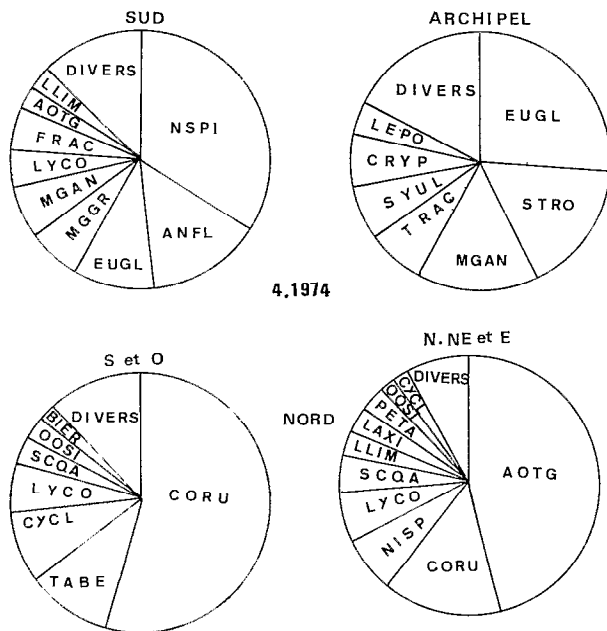 SUD
DIVERS
LLIM
AOTG
FRAC
LYCO
MGAN
MGGR
EUGL
ANFL
NSPI
ARCHIPEL
DIVERS
LEPO
CRYP
SYUL
TRAC
MGAN
STRO
EUGL
4.1974
S et O
DIVERS
BIER
OOSI
SCQA
LYCO
CYCL
TABE
CORU
NORD
N.NE et E
DIVERS
CYCL
OOSI
PETA
LAXI
LLIM
SCQA
LYCO
NISP
CORU
AOTG